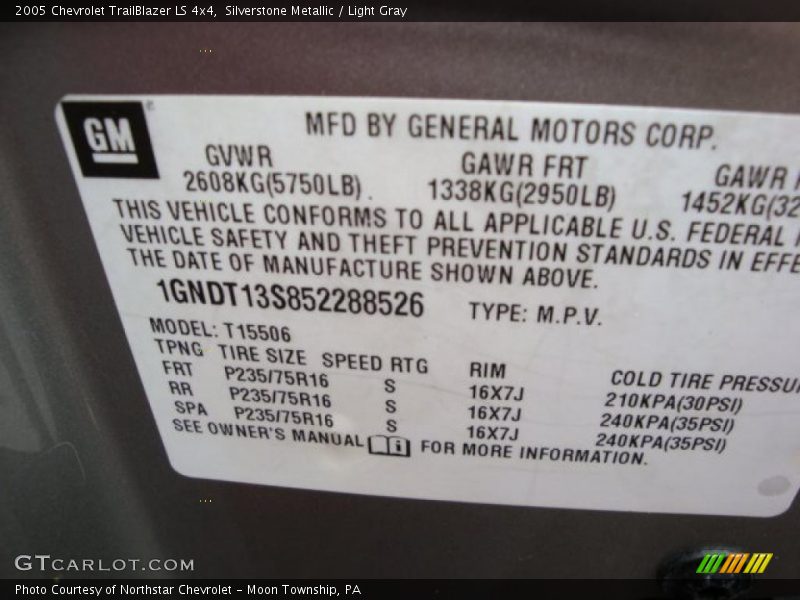 2005 Chevrolet TrailBlazer LS 4x4,  Silverstone Metallic / Light Gray
GM
MFD BY GENERAL MOTORS CORP.
GVWR GAWR FRT GAWR
2608KG(5750LB) 1338KG(2950LB) 1452KG(32
THIS VEHICLE CONFORMS TO ALL APPLICABLE U.S. FEDERAL
VEHICLE SAFETY AND THEFT PREVENTION STANDARDS IN EFFE
THE DATE OF MANUFACTURE SHOWN ABOVE.
1GNDT13S852288526 TYPE: M.P.V.
MODEL: T15506
TPNG TIRE SIZE SPEED RTG RIM COLD TIRE PRESSU
FRT P235/75R16 S 16X7J 210KPA(30PSI)
RR P235/75R16 S 16X7J 240KPA(35PSI)
SPA P235/75R16 S 16X7J 240KPA(35PSI)
SEE OWNER'S MANUAL FOR MORE INFORMATION.
GTCARLOT.COM
Photo Courtesy of Northstar Chevrolet - Moon Township, PA